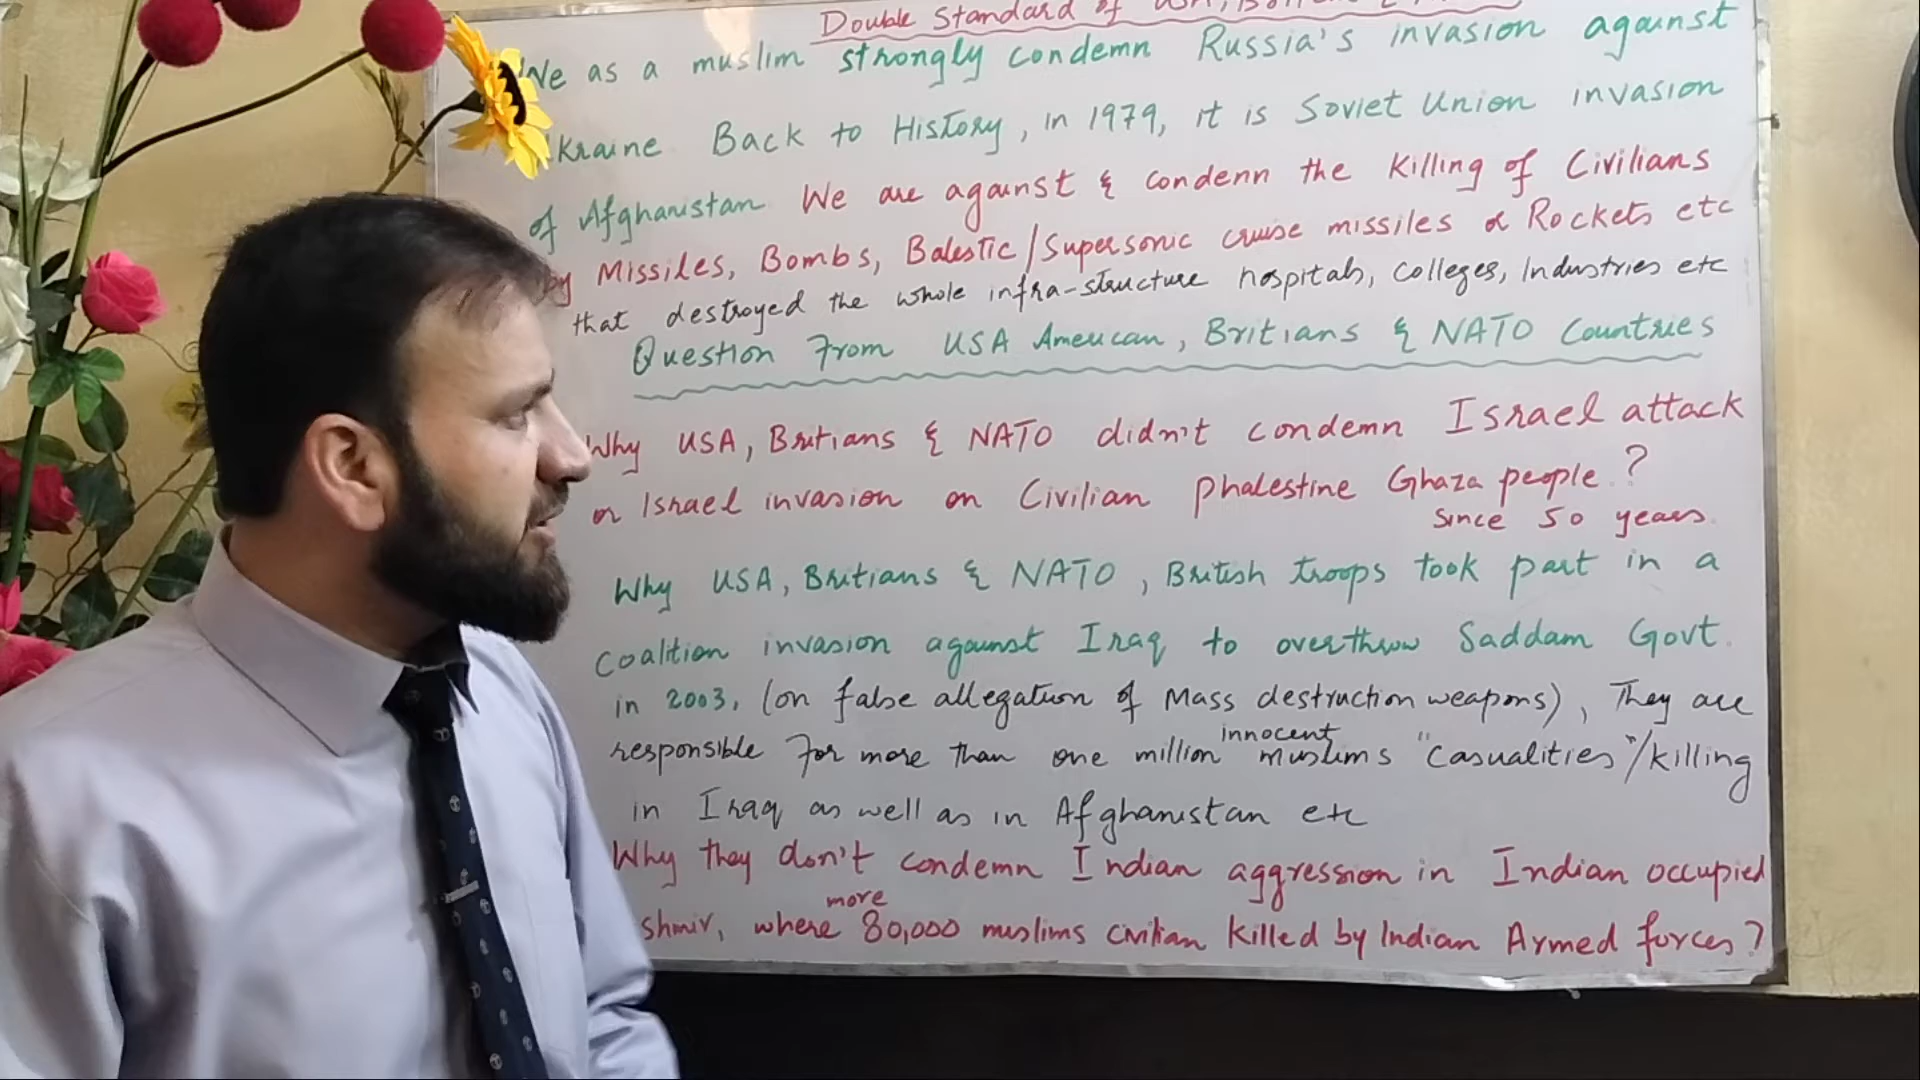 Double Standard of USA,
We as a muslim strongly condemn Russia's invasion against
kraine Back to History, in 1979, it is Soviet Union invasion
of Afghanistan We are against & condenn the killing of Civilians
by Missiles, Bombs, Balestic/Supersonic cruise missiles & Rockets etc
that destroyed the whole infra-structure hospitals, colleges, Industries etc
Question From USA American, Britians & NATO Countries
Why USA, Britians & NATO didn't condemn Israel attack
or Israel invasion on Civilian Phalestine Ghaza people ?
since 50 years.
Why USA, Britians & NATO, British troops took part in a
coalition invasion against Iraq to overthrow Saddam Govt.
in 2003, (on false allegation of Mass destruction weapons), They are
responsible For more than one million innocent muslims "casualities"/killing
in Iraq as well as in Afghanistan etc
Why they don't condemn Indian aggression in Indian occupied
shmir, where more 80,000 muslims civilian killed by Indian Armed forces?